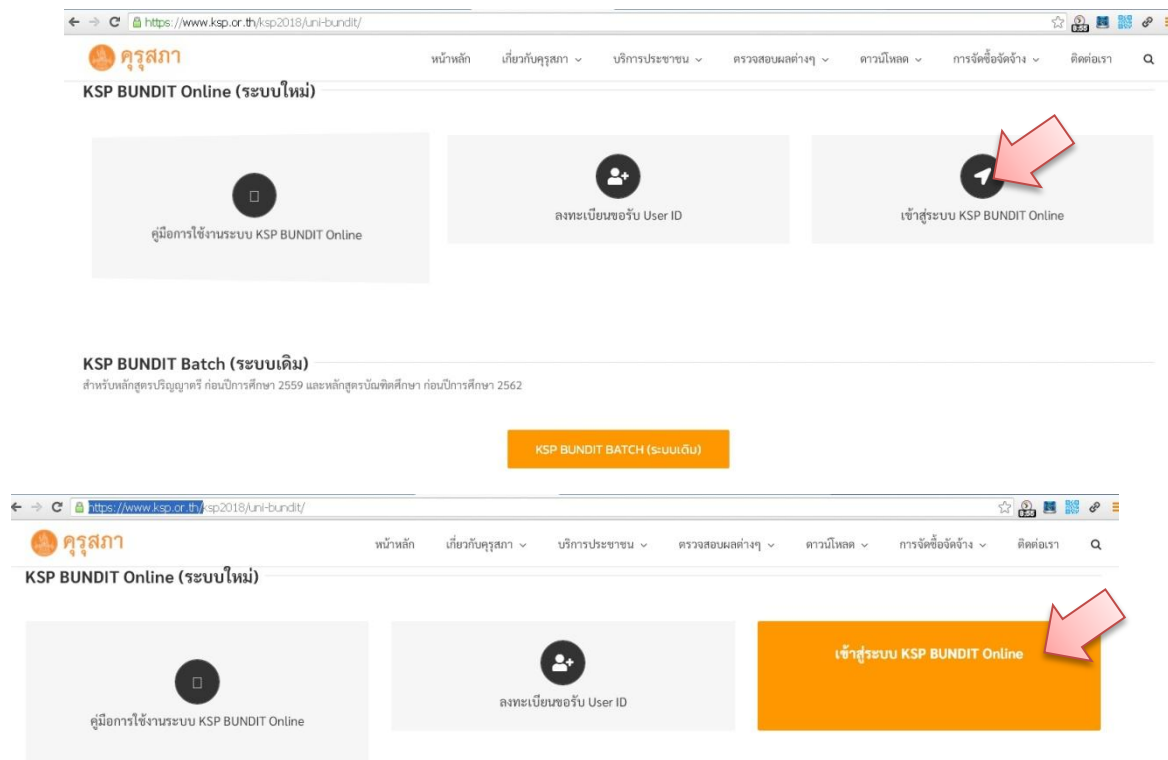 https://www.ksp.or.th/ksp2018/uni-bundit/
0:55
คุรุสภา
หน้าหลัก เกี่ยวกับคุรุสภา บริการประชาชน ตรวจสอบผลต่างๆ ดาวน์โหลด การจัดซื้อจัดจ้าง ติดต่อเรา
KSP BUNDIT Online (ระบบใหม่)
คู่มือการใช้งานระบบ KSP BUNDIT Online
ลงทะเบียนขอรับ User ID
เข้าสู่ระบบ KSP BUNDIT Online
KSP BUNDIT Batch (ระบบเดิม)
สำหรับหลักสูตรปริญญาตรี ก่อนปีการศึกษา 2559 และหลักสูตรบัณฑิตศึกษา ก่อนปีการศึกษา 2562
KSP BUNDIT BATCH (ระบบเดิม)
https://www.ksp.or.th/ksp2018/uni-bundit/
คุรุสภา
หน้าหลัก เกี่ยวกับคุรุสภา บริการประชาชน ตรวจสอบผลต่างๆ ดาวน์โหลด การจัดซื้อจัดจ้าง ติดต่อเรา
KSP BUNDIT Online (ระบบใหม่)
คู่มือการใช้งานระบบ KSP BUNDIT Online
ลงทะเบียนขอรับ User ID
เข้าสู่ระบบ KSP BUNDIT Online